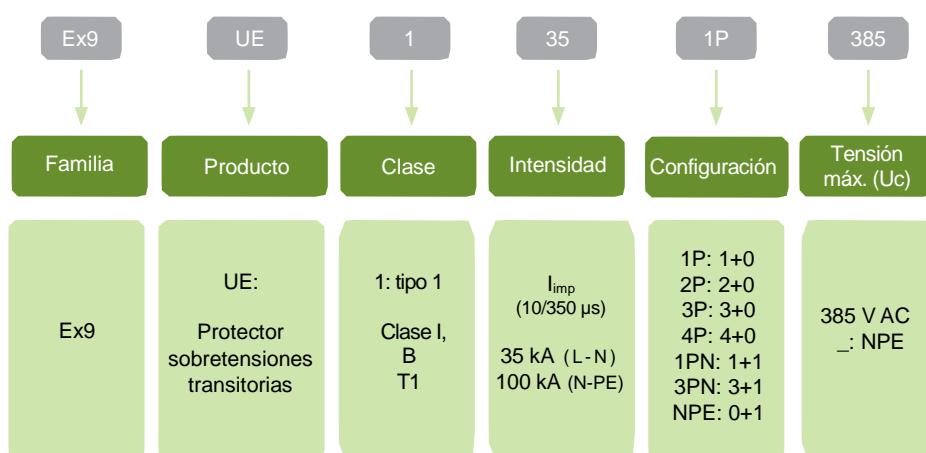 Ex9
UE
1
35
1P
385
Familia
Producto
Clase
Intensidad
Configuración
Tensión
máx. (Uc)
Ex9
UE:
Protector
sobretensiones
transitorias
1: tipo 1
Clase I,
B
T1
Iimp
(10/350 µs)
35 kA (L-N)
100 kA (N-PE)
1P: 1+0
2P: 2+0
3P: 3+0
4P: 4+0
1PN: 1+1
3PN: 3+1
NPE: 0+1
385 V AC
_: NPE